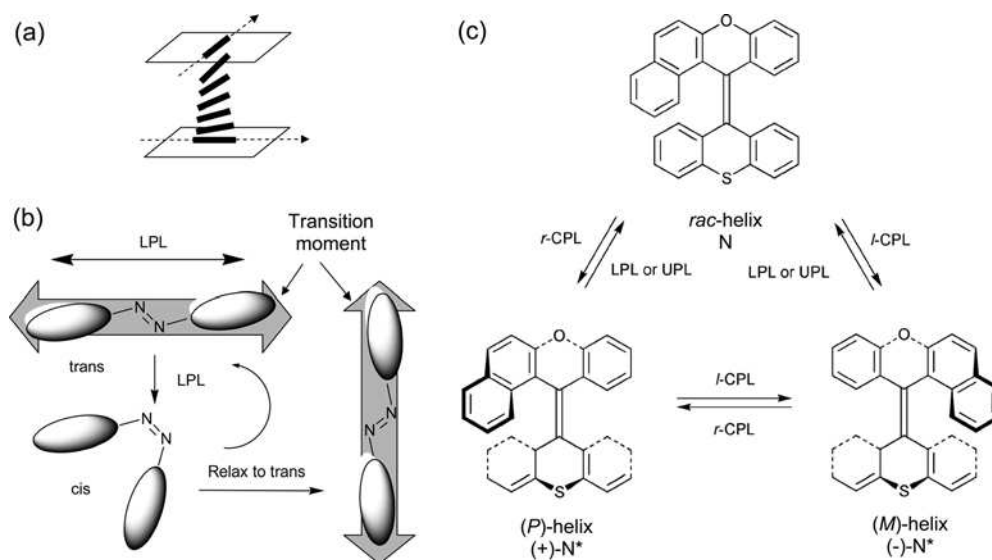 (a)
(b)
LPL
Transition
moment
N
N
trans
LPL
N
N
cis
Relax to trans
N
N
(c)
O
S
rac-helix
N
r-CPL
LPL or UPL
LPL or UPL
l-CPL
O
S
(P)-helix
(+)-N*
l-CPL
r-CPL
O
S
(M)-helix
(-)-N*